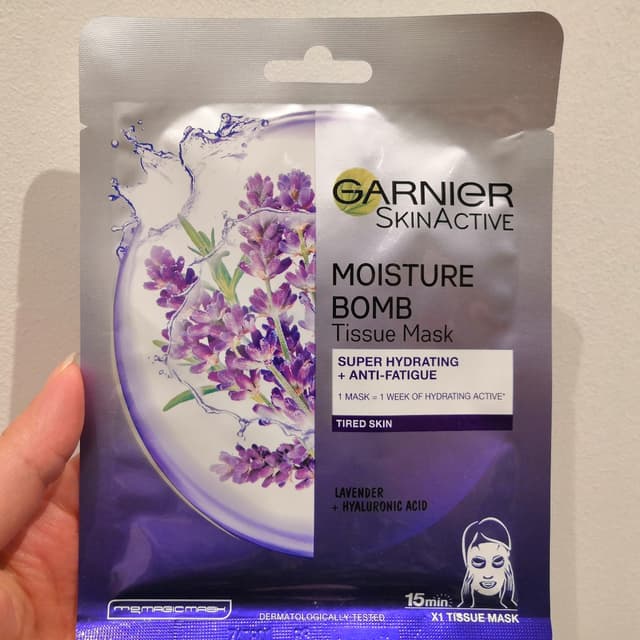 GARNIER
SKINACTIVE
MOISTURE
BOMB
Tissue Mask
SUPER HYDRATING
+ ANTI-FATIGUE
1 MASK = 1 WEEK OF HYDRATING ACTIVE*
TIRED SKIN
LAVENDER
+ HYALURONIC ACID
15min
DERMATOLOGICALLY TESTED
X1 TISSUE MASK